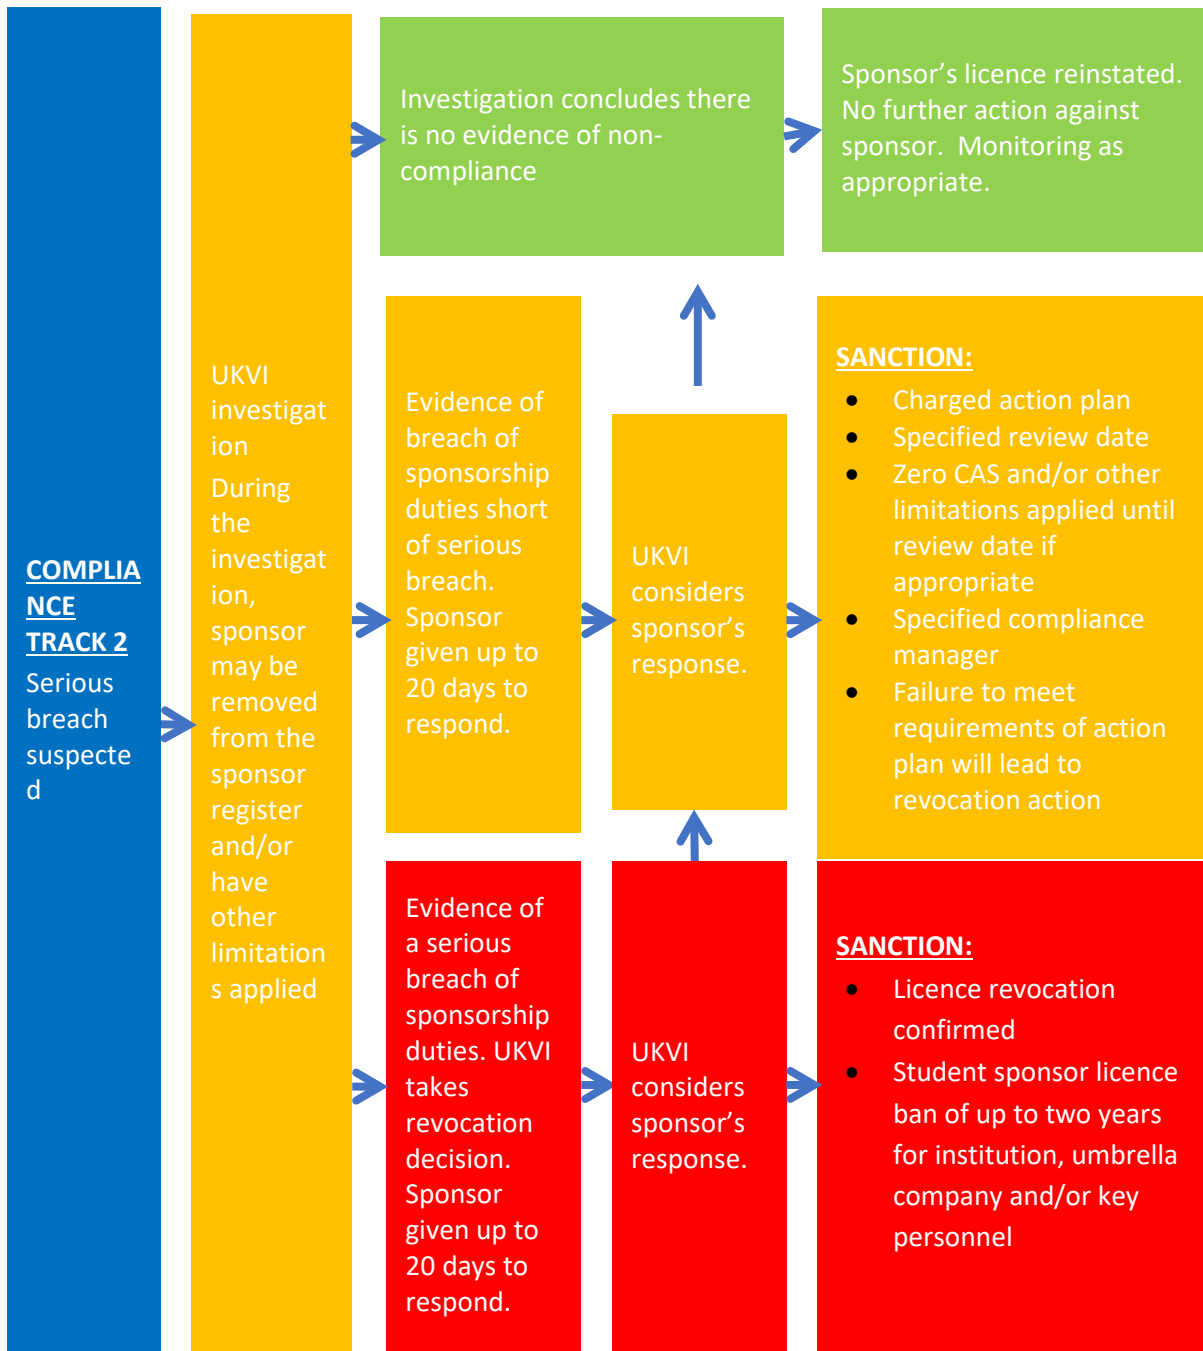 COMPLIA
NCE
TRACK 2
Serious
breach
suspecte
d
UKVI
investigat
ion
During
the
investigat
ion,
sponsor
may be
removed
from the
sponsor
register
and/or
have
other
limitation
s applied
Investigation concludes there
is no evidence of non-
compliance
Sponsor’s licence reinstated.
No further action against
sponsor.  Monitoring as
appropriate.
Evidence of
breach of
sponsorship
duties short
of serious
breach.
Sponsor
given up to
20 days to
respond.
UKVI
considers
sponsor’s
response.
SANCTION:
● Charged action plan
● Specified review date
● Zero CAS and/or other
limitations applied until
review date if
appropriate
● Specified compliance
manager
● Failure to meet
requirements of action
plan will lead to
revocation action
Evidence of
a serious
breach of
sponsorship
duties. UKVI
takes
revocation
decision.
Sponsor
given up to
20 days to
respond.
UKVI
considers
sponsor’s
response.
SANCTION:
● Licence revocation
confirmed
● Student sponsor licence
ban of up to two years
for institution, umbrella
company and/or key
personnel